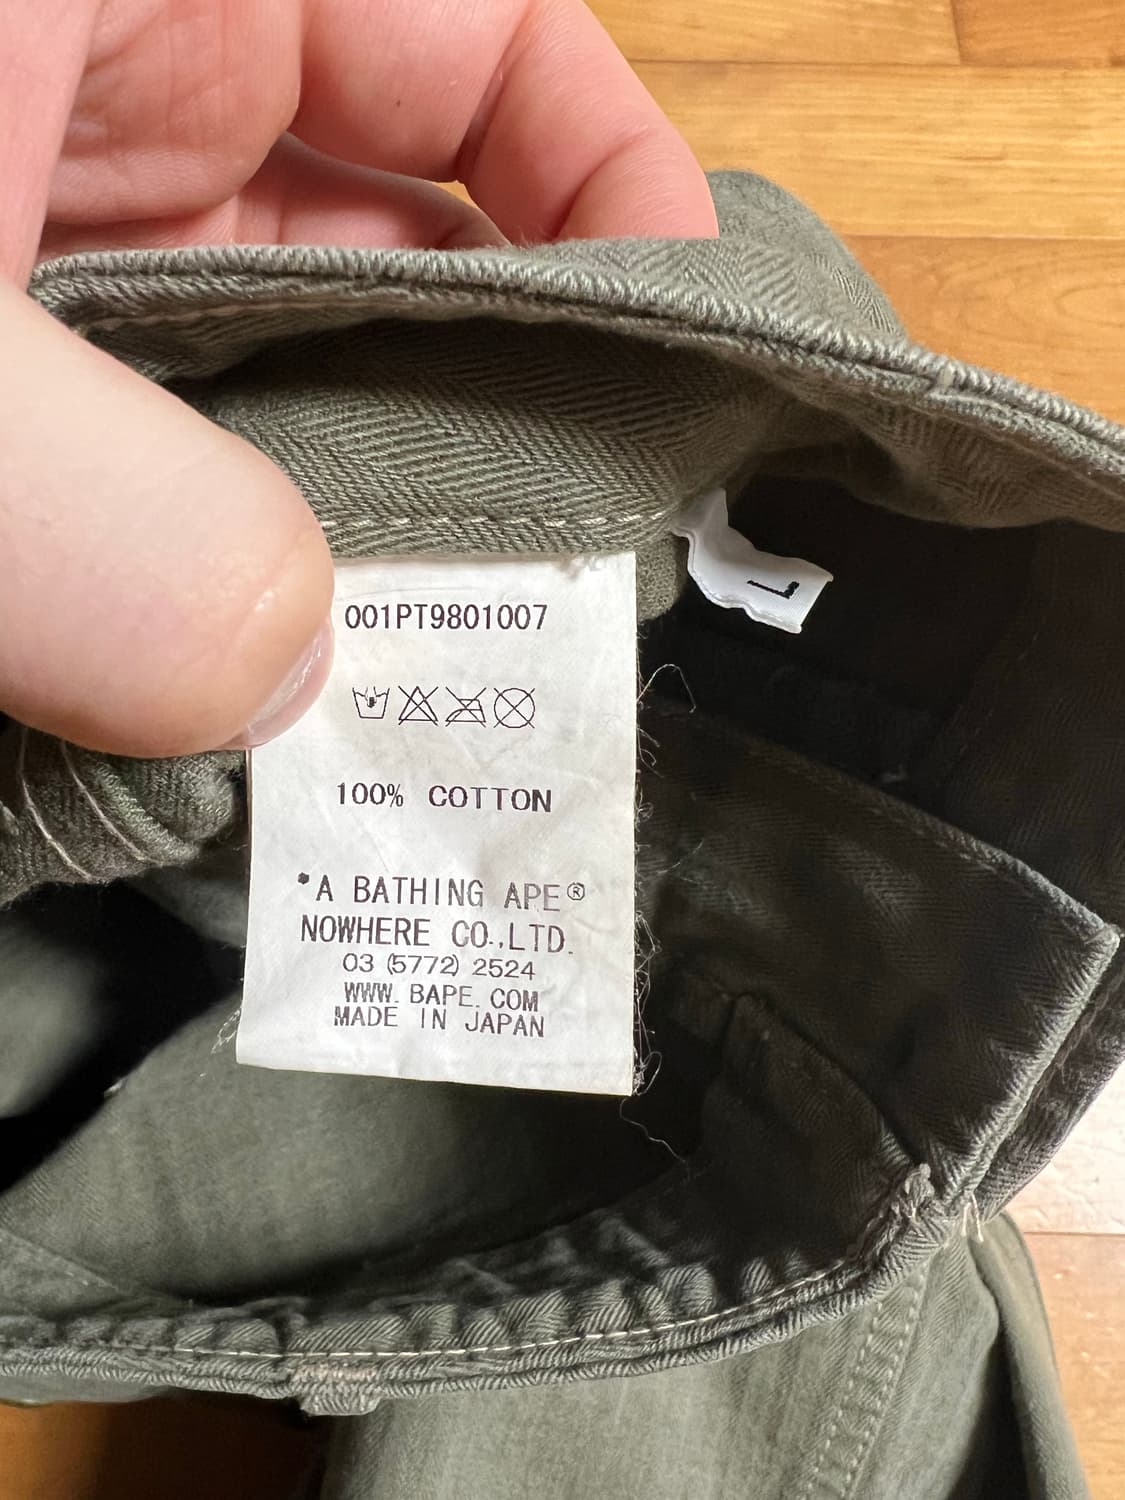 001PT9801007
100% COTTON
*A BATHING APE®
NOWHERE CO.,LTD.
03 (5772) 2524
WWW. BAPE. COM
MADE IN JAPAN
L